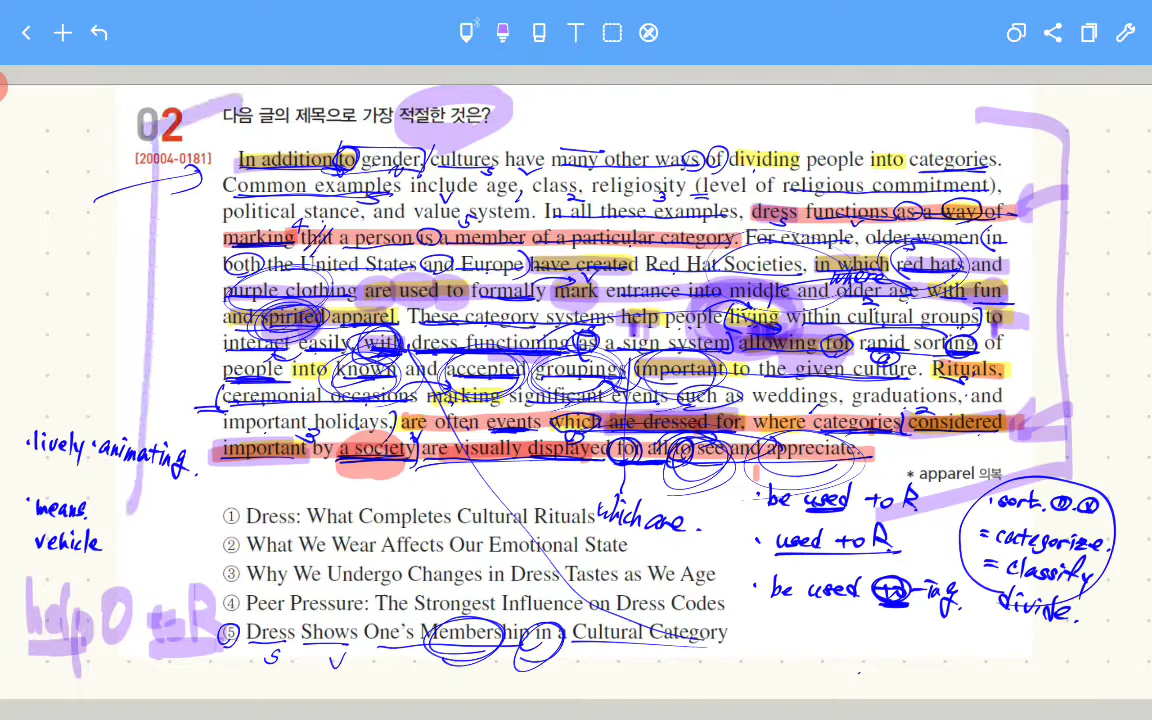 02
다음 글의 제목으로 가장 적절한 것은?
[20004-0181]
In addition to gender, cultures have many other ways of dividing people into categories.
Common examples include age, class, religiosity (level of religious commitment),
political stance, and value system. In all these examples, dress functions as a way of
marking that a person is a member of a particular category. For example, older women in
both the United States and Europe have created Red Hat Societies, in which red hats and
where
purple clothing are used to formally mark entrance into middle and older age with fun
and spirited apparel. These category systems help people living within cultural groups to
interact easily, with dress functioning as a sign system allowing for rapid sorting of
people into known and accepted groupings important to the given culture. Rituals,
ceremonial occasions marking significant events such as weddings, graduations, and
important holidays, are often events which are dressed for, where categories considered
important by a society are visually displayed for all to see and appreciate.
* apparel 의복
· lively · animating.
· means.
vehicle
help O to R
which are.
① Dress: What Completes Cultural Rituals
② What We Wear Affects Our Emotional State
③ Why We Undergo Changes in Dress Tastes as We Age
④ Peer Pressure: The Strongest Influence on Dress Codes
⑤ Dress Shows One's Membership in a Cultural Category
S V
· be used to R
· used to R.
· be used to -ing.
· sort. ⓝ ⓥ
= categorize.
= classify
divide.